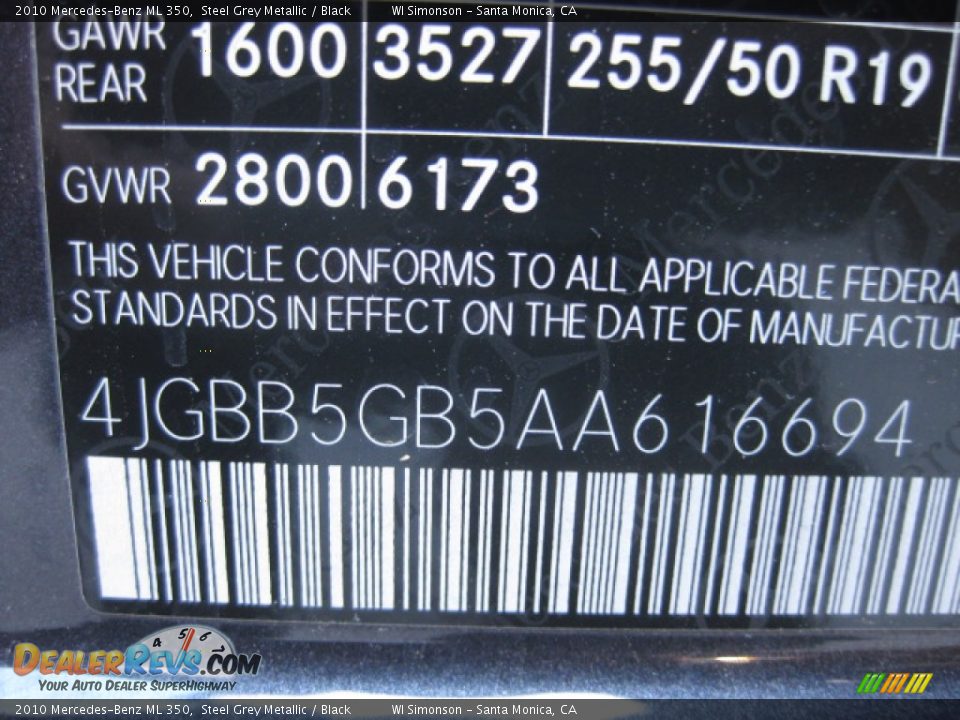 2010 Mercedes-Benz ML 350, Steel Grey Metallic / Black WI Simonson - Santa Monica, CA
GAWR REAR 1600 3527 255/50 R19
GVWR 2800 6173
THIS VEHICLE CONFORMS TO ALL APPLICABLE FEDERA
STANDARDS IN EFFECT ON THE DATE OF MANUFACTUR
4JGBB5GB5AA616694
DEALERREVS.COM
YOUR AUTO DEALER SUPERHIGHWAY
2010 Mercedes-Benz ML 350, Steel Grey Metallic / Black WI Simonson - Santa Monica, CA